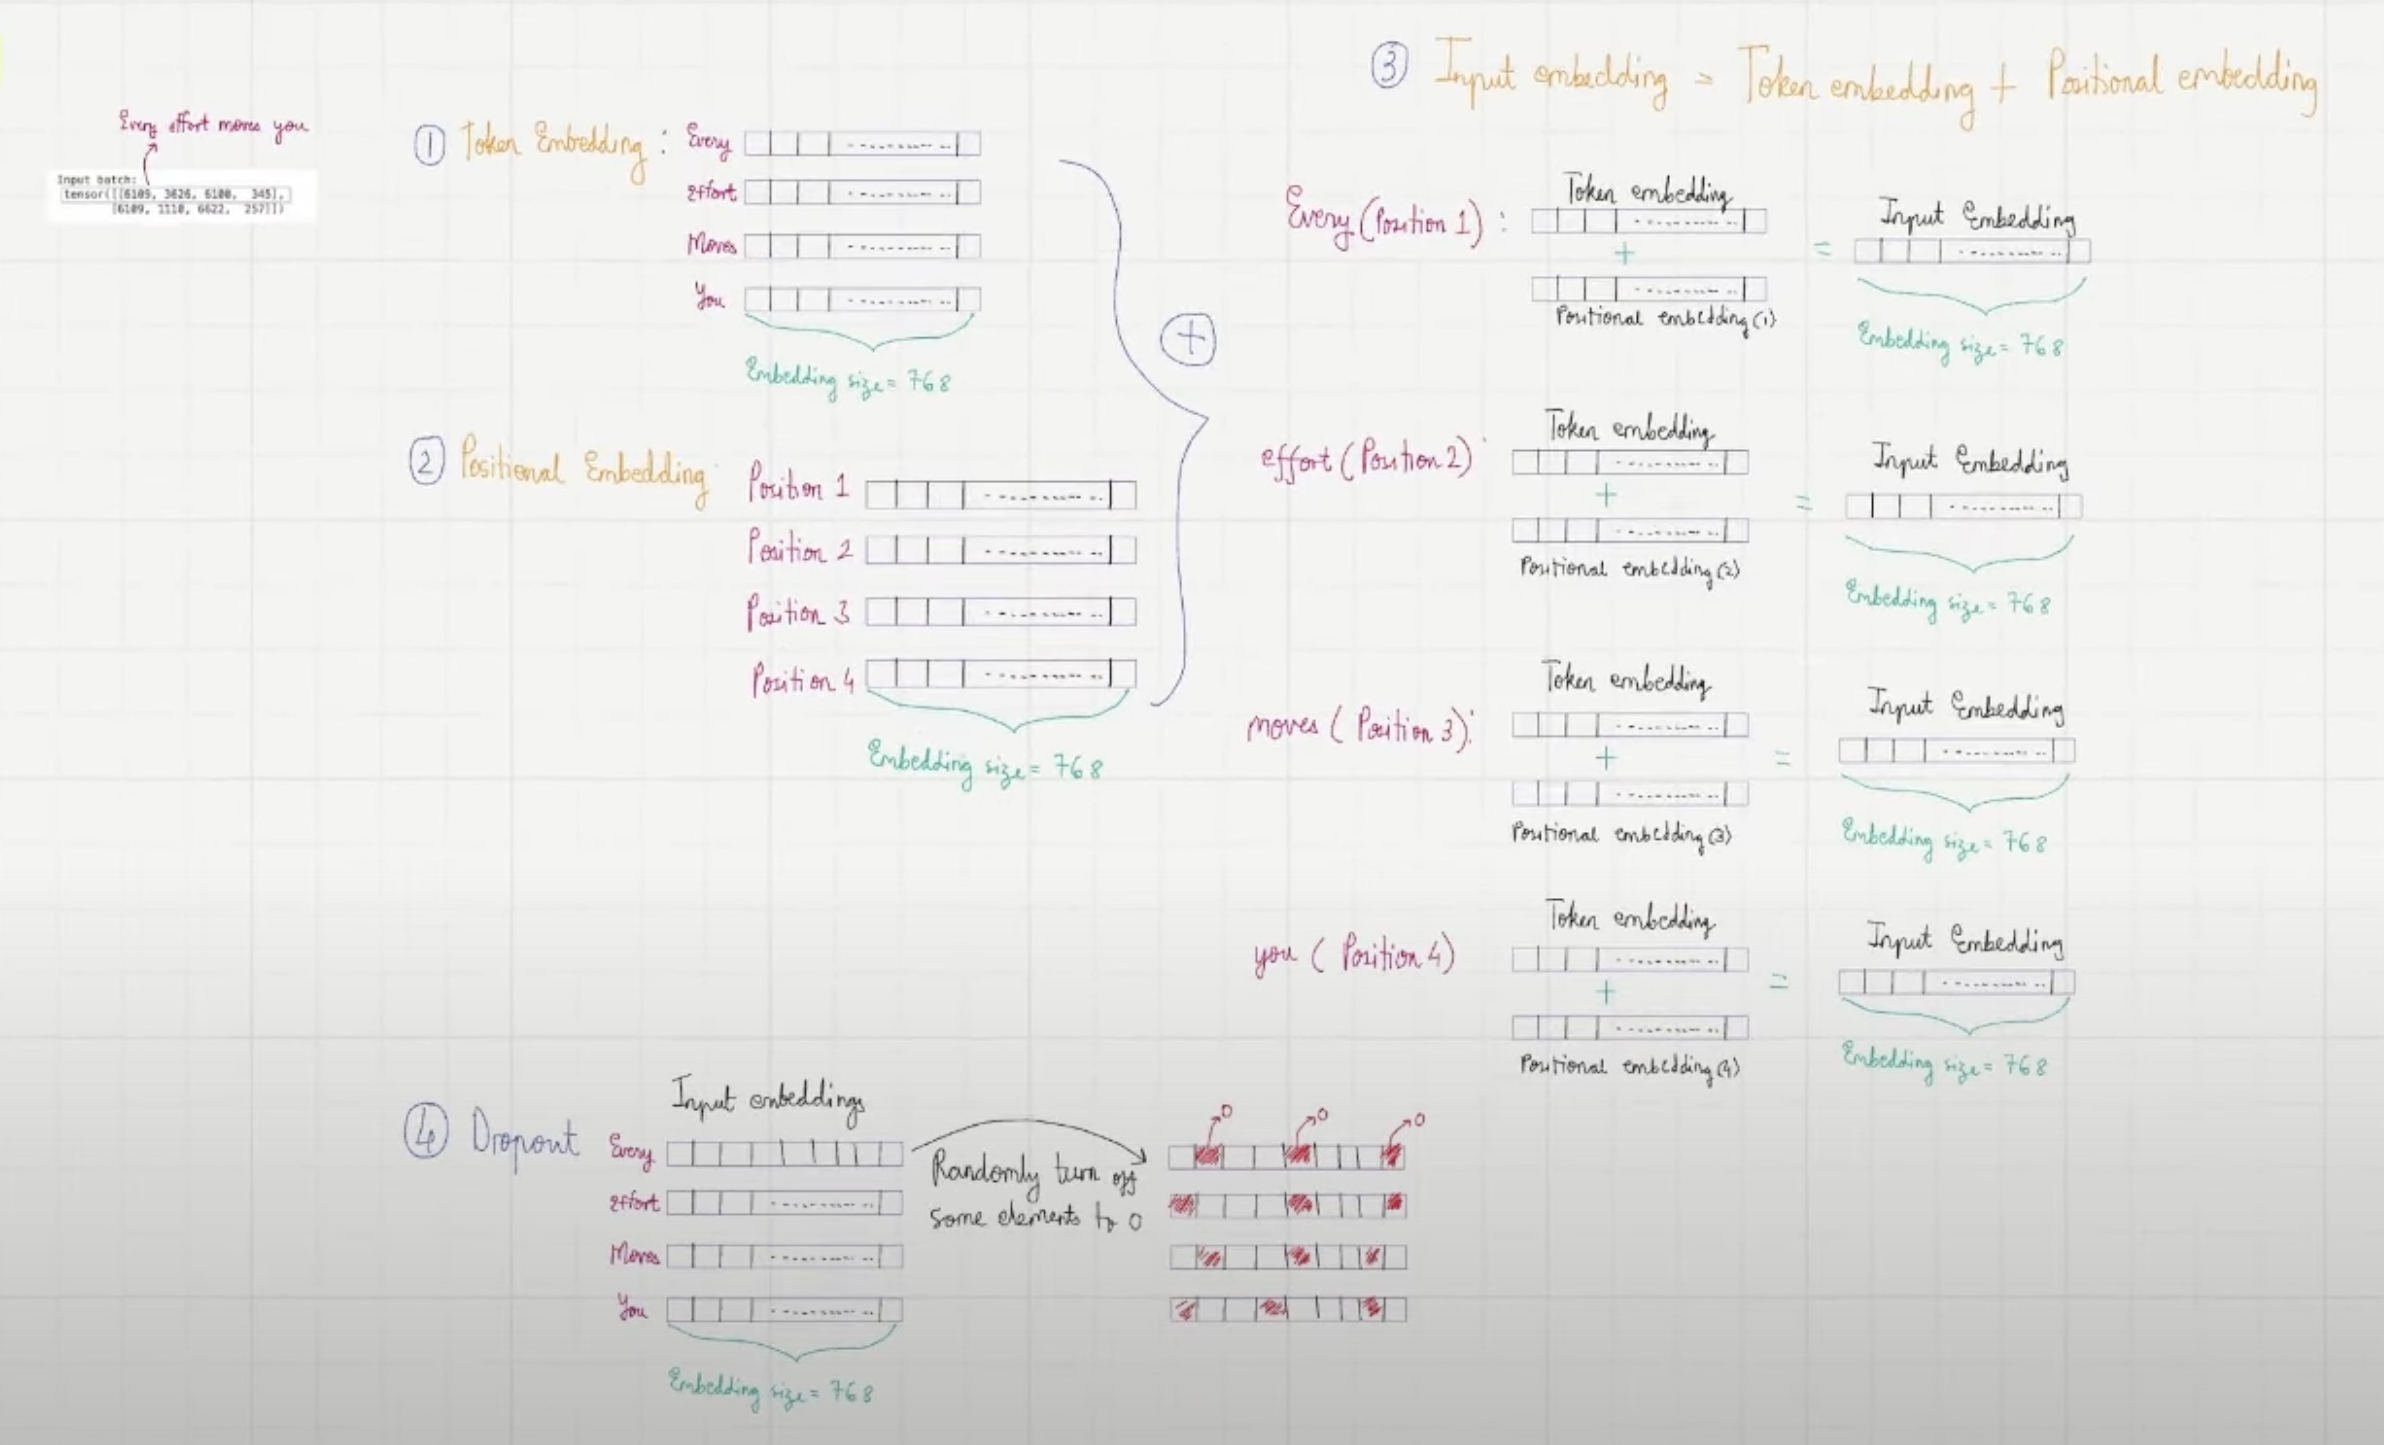 Every effort moves you
Input batch:
tensor([[6109, 3626, 6100, 345],
[6109, 1110, 6622, 257]])
① Token Embedding :
Every
effort
Moves
You
Embedding size = 768
② Positional Embedding
Position 1
Position 2
Position 3
Position 4
Embedding size = 768
+
③ Input embedding = Token embedding + Positional embedding
Every (Position 1) :
Token embedding
+
Positional embedding (1)
=
Input Embedding
Embedding size = 768
effort (Position 2) :
Token embedding
+
Positional embedding (2)
=
Input Embedding
Embedding size = 768
moves (Position 3) :
Token embedding
+
Positional embedding (3)
=
Input Embedding
Embedding size = 768
you (Position 4)
Token embedding
+
Positional embedding (4)
=
Input Embedding
Embedding size = 768
④ Dropout
Input embeddings
Every
effort
Moves
You
Embedding size = 768
Randomly turn off
some elements to 0
0
0
0